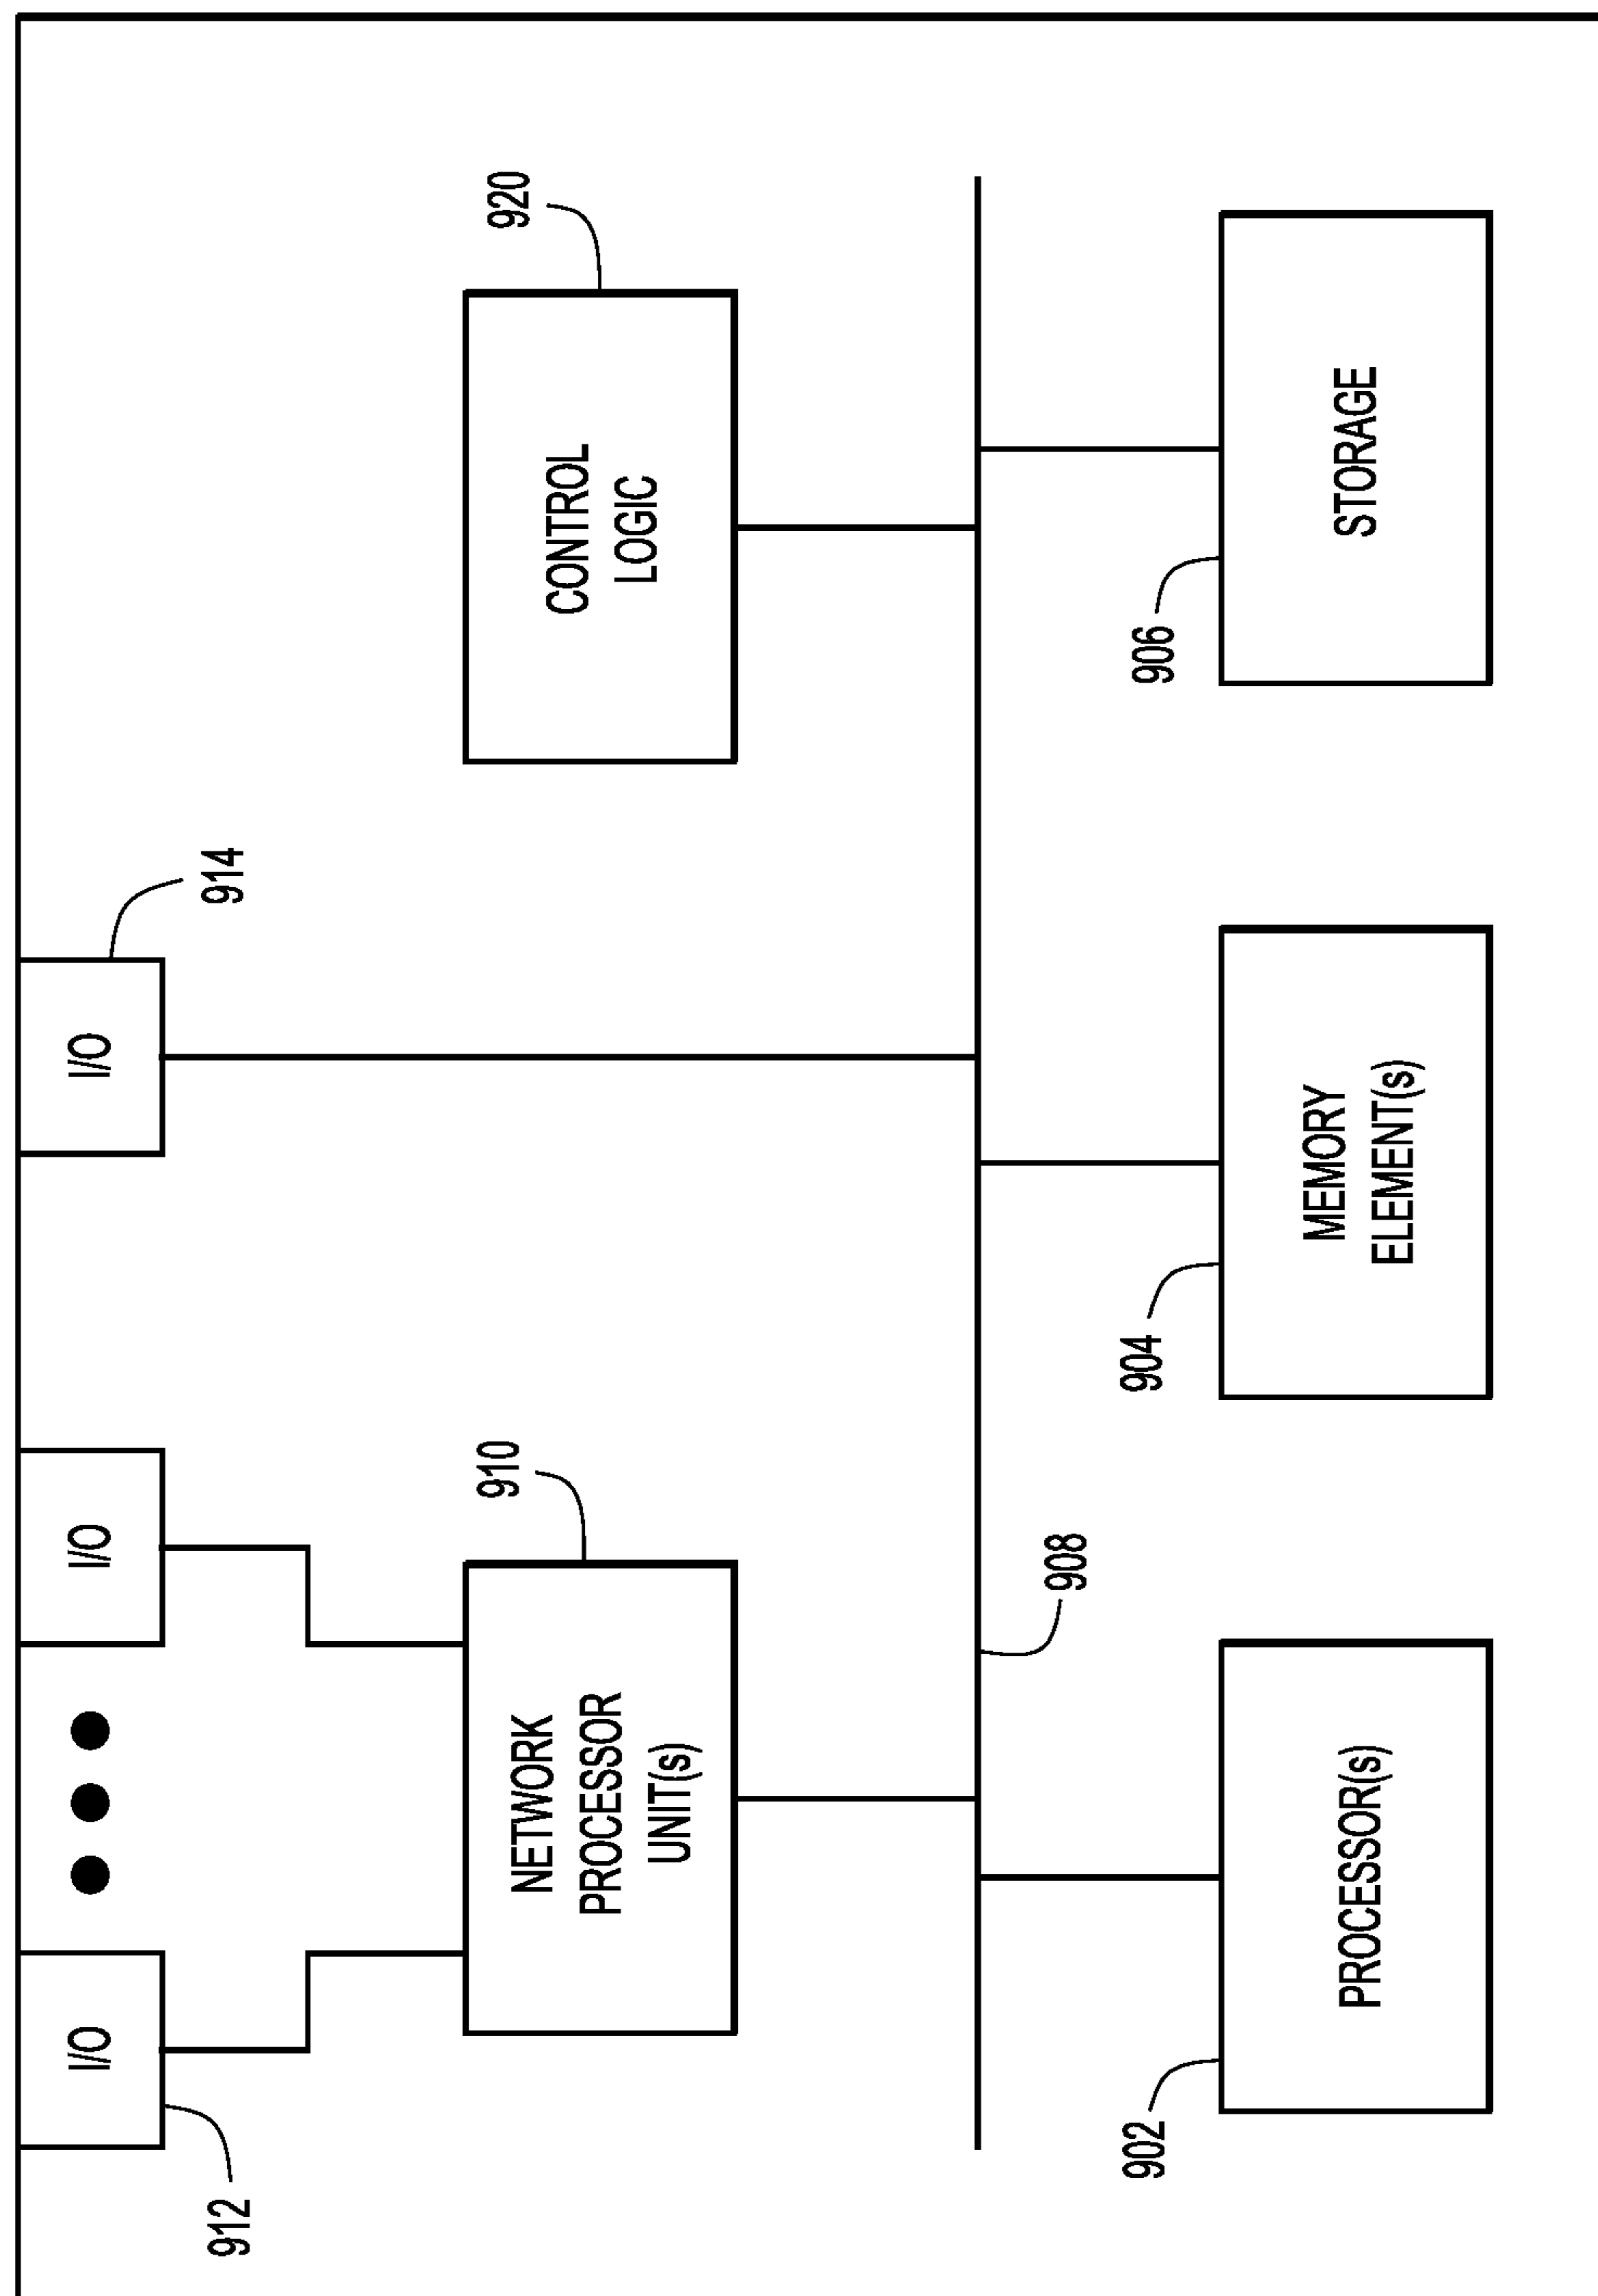 912
I/O
I/O
I/O
914
910
NETWORK
PROCESSOR
UNIT(s)
920
CONTROL
LOGIC
908
902
PROCESSOR(s)
904
MEMORY
ELEMENT(s)
906
STORAGE